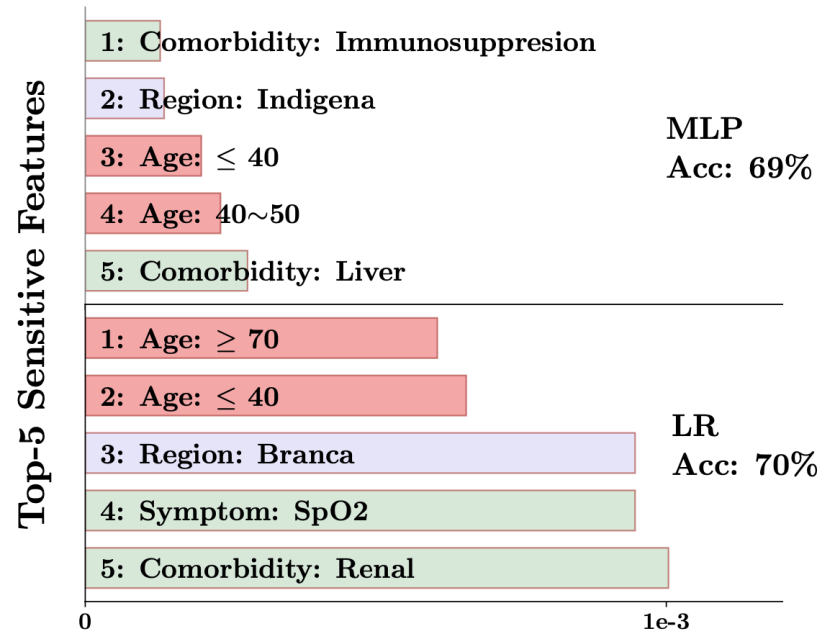 Top-5 Sensitive Features
1: Comorbidity: Immunosuppresion
2: Region: Indigena
3: Age: ≤ 40
4: Age: 40~50
5: Comorbidity: Liver
MLP
Acc: 69%
1: Age: ≥ 70
2: Age: ≤ 40
3: Region: Branca
4: Symptom: SpO2
5: Comorbidity: Renal
LR
Acc: 70%
0
1e-3